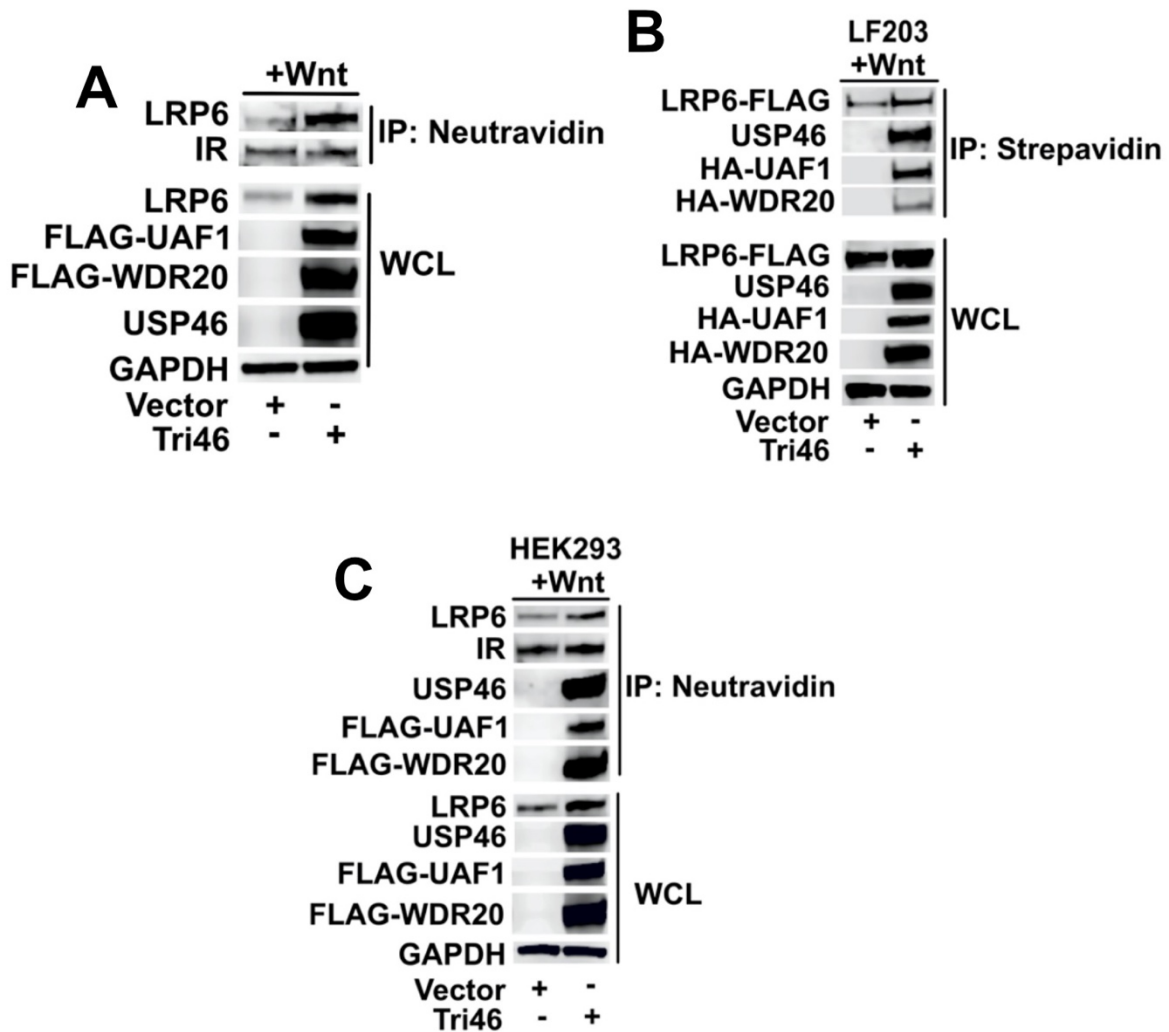 A
+Wnt
LRP6
IR
IP: Neutravidin
LRP6
FLAG-UAF1
FLAG-WDR20
USP46
GAPDH
WCL
Vector + -
Tri46 - +
B
LF203
+Wnt
LRP6-FLAG
USP46
HA-UAF1
HA-WDR20
IP: Strepavidin
LRP6-FLAG
USP46
HA-UAF1
HA-WDR20
GAPDH
WCL
Vector + -
Tri46 - +
C
HEK293
+Wnt
LRP6
IR
USP46
FLAG-UAF1
FLAG-WDR20
IP: Neutravidin
LRP6
USP46
FLAG-UAF1
FLAG-WDR20
GAPDH
WCL
Vector + -
Tri46 - +